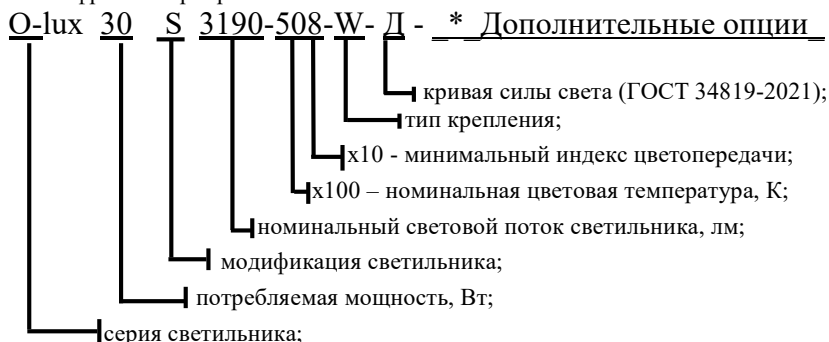 O-lux 30 S 3190-508-W- Д - _*_Дополнительные опции_
кривая силы света (ГОСТ 34819-2021);
тип крепления;
x10 - минимальный индекс цветопередачи;
x100 – номинальная цветовая температура, К;
номинальный световой поток светильника, лм;
модификация светильника;
потребляемая мощность, Вт;
серия светильника;